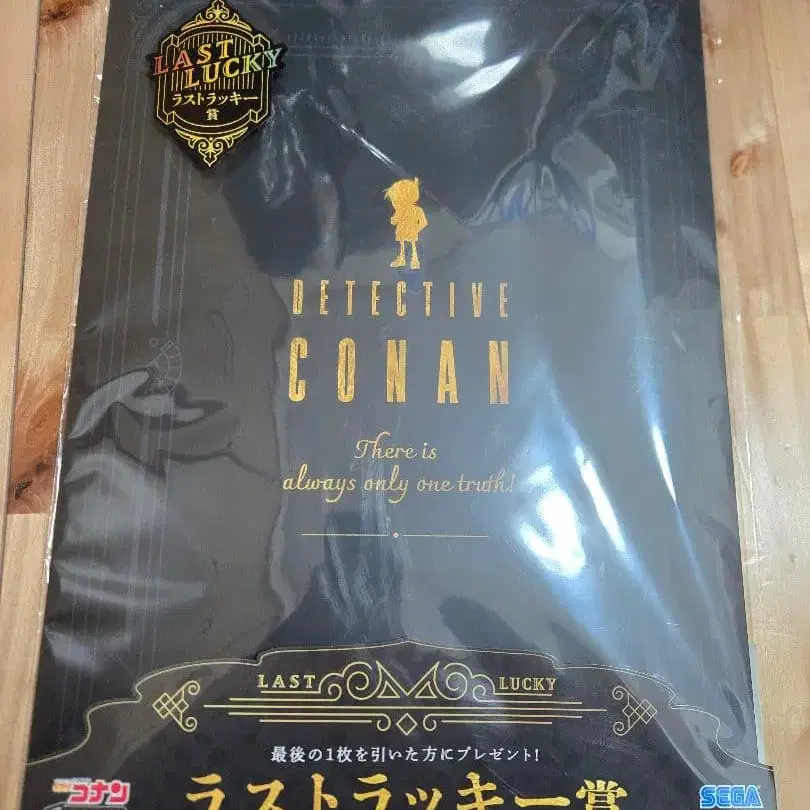 LAST
LUCKY
ラストラッキー
賞
DETECTIVE
CONAN
There is
always only one truth!
LAST LUCKY
最後の1枚を引いた方にプレゼント!
ラストラッキー賞
コナン
SEGA